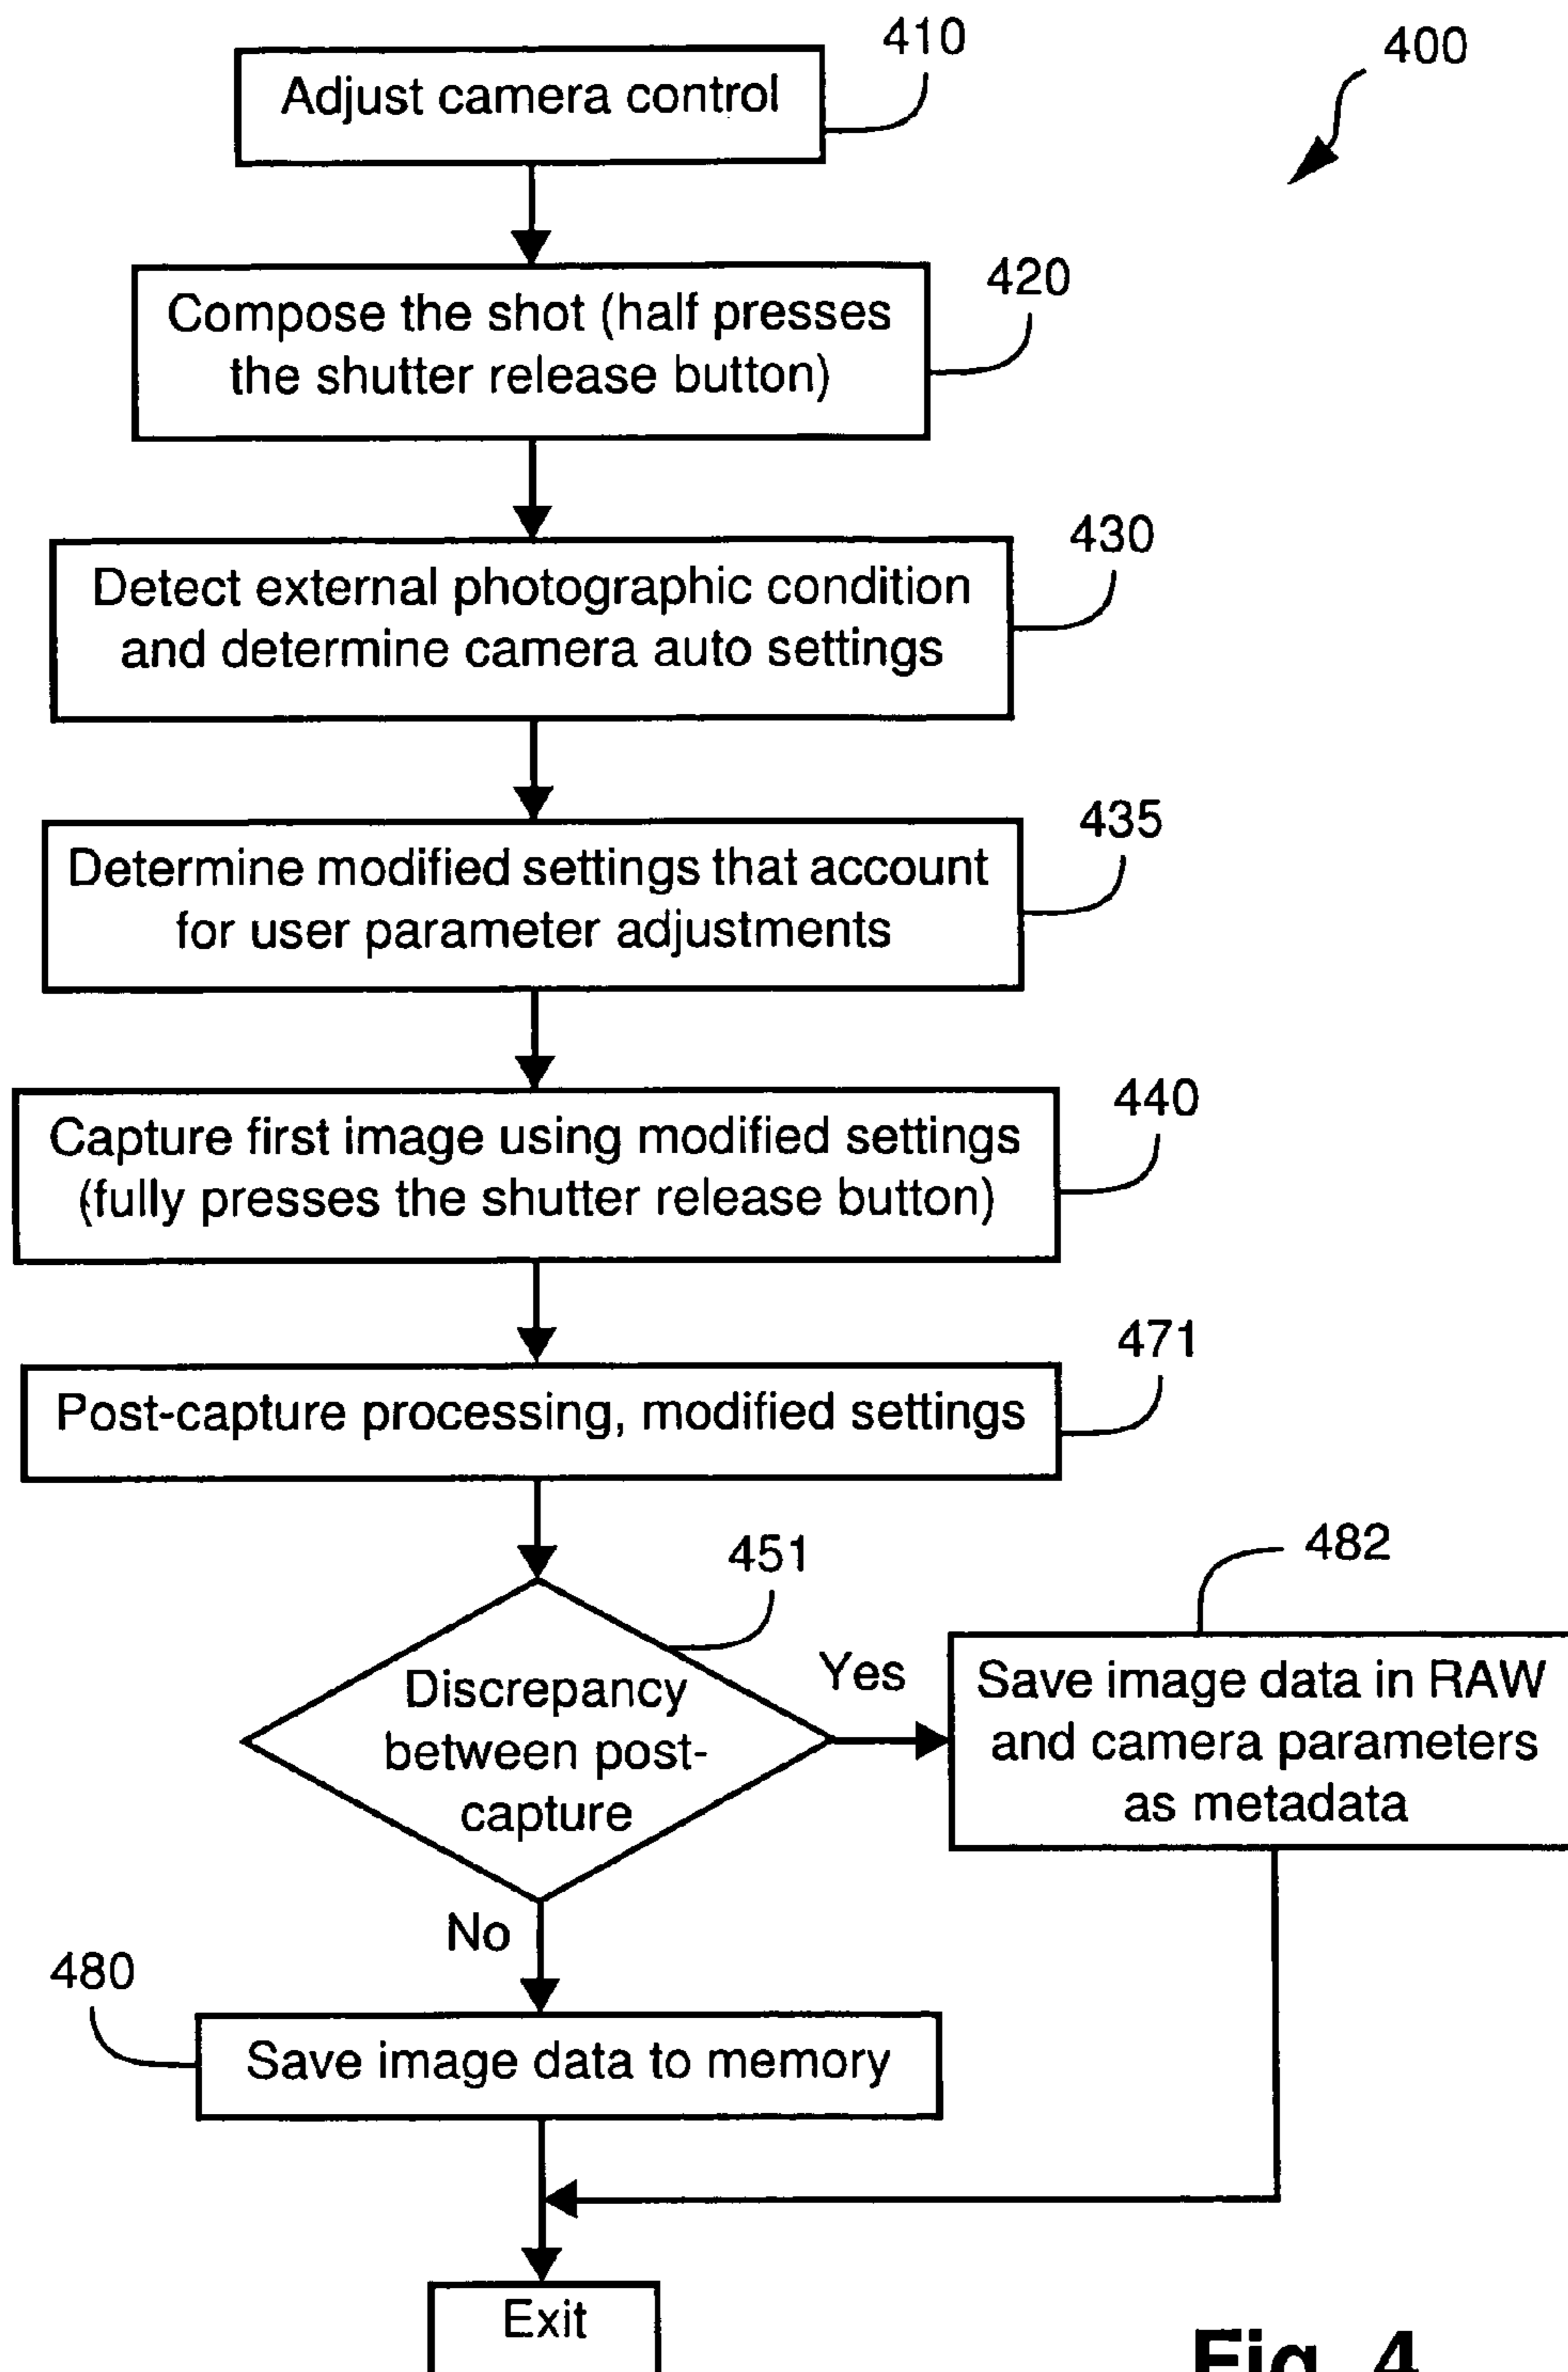 410
400
Adjust camera control
420
Compose the shot (half presses
the shutter release button)
430
Detect external photographic condition
and determine camera auto settings
435
Determine modified settings that account
for user parameter adjustments
440
Capture first image using modified settings
(fully presses the shutter release button)
471
Post-capture processing, modified settings
451
482
Discrepancy
between post-
capture
Yes
Save image data in RAW
and camera parameters
as metadata
No
480
Save image data to memory
Exit
Fig. 4